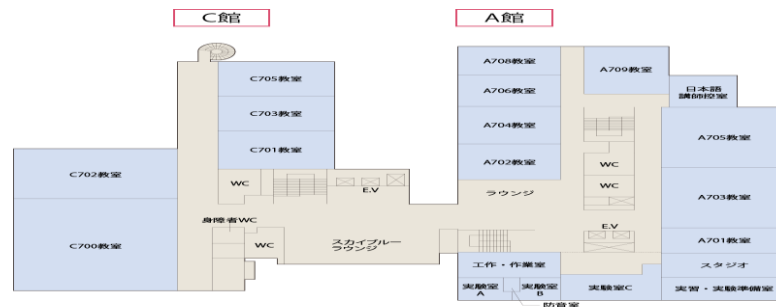 C館
A館
C705教室
C703教室
C701教室
C702教室
C700教室
WC
E.V
身障者WC
WC
スカイブルー
ラウンジ
A708教室
A706教室
A704教室
A702教室
ラウンジ
A709教室
日本語
講師控室
A705教室
WC
WC
A703教室
E.V
A701教室
工作・作業室
スタジオ
実験室
A
実験室
B
実験室C
実習・実験準備室
防音室